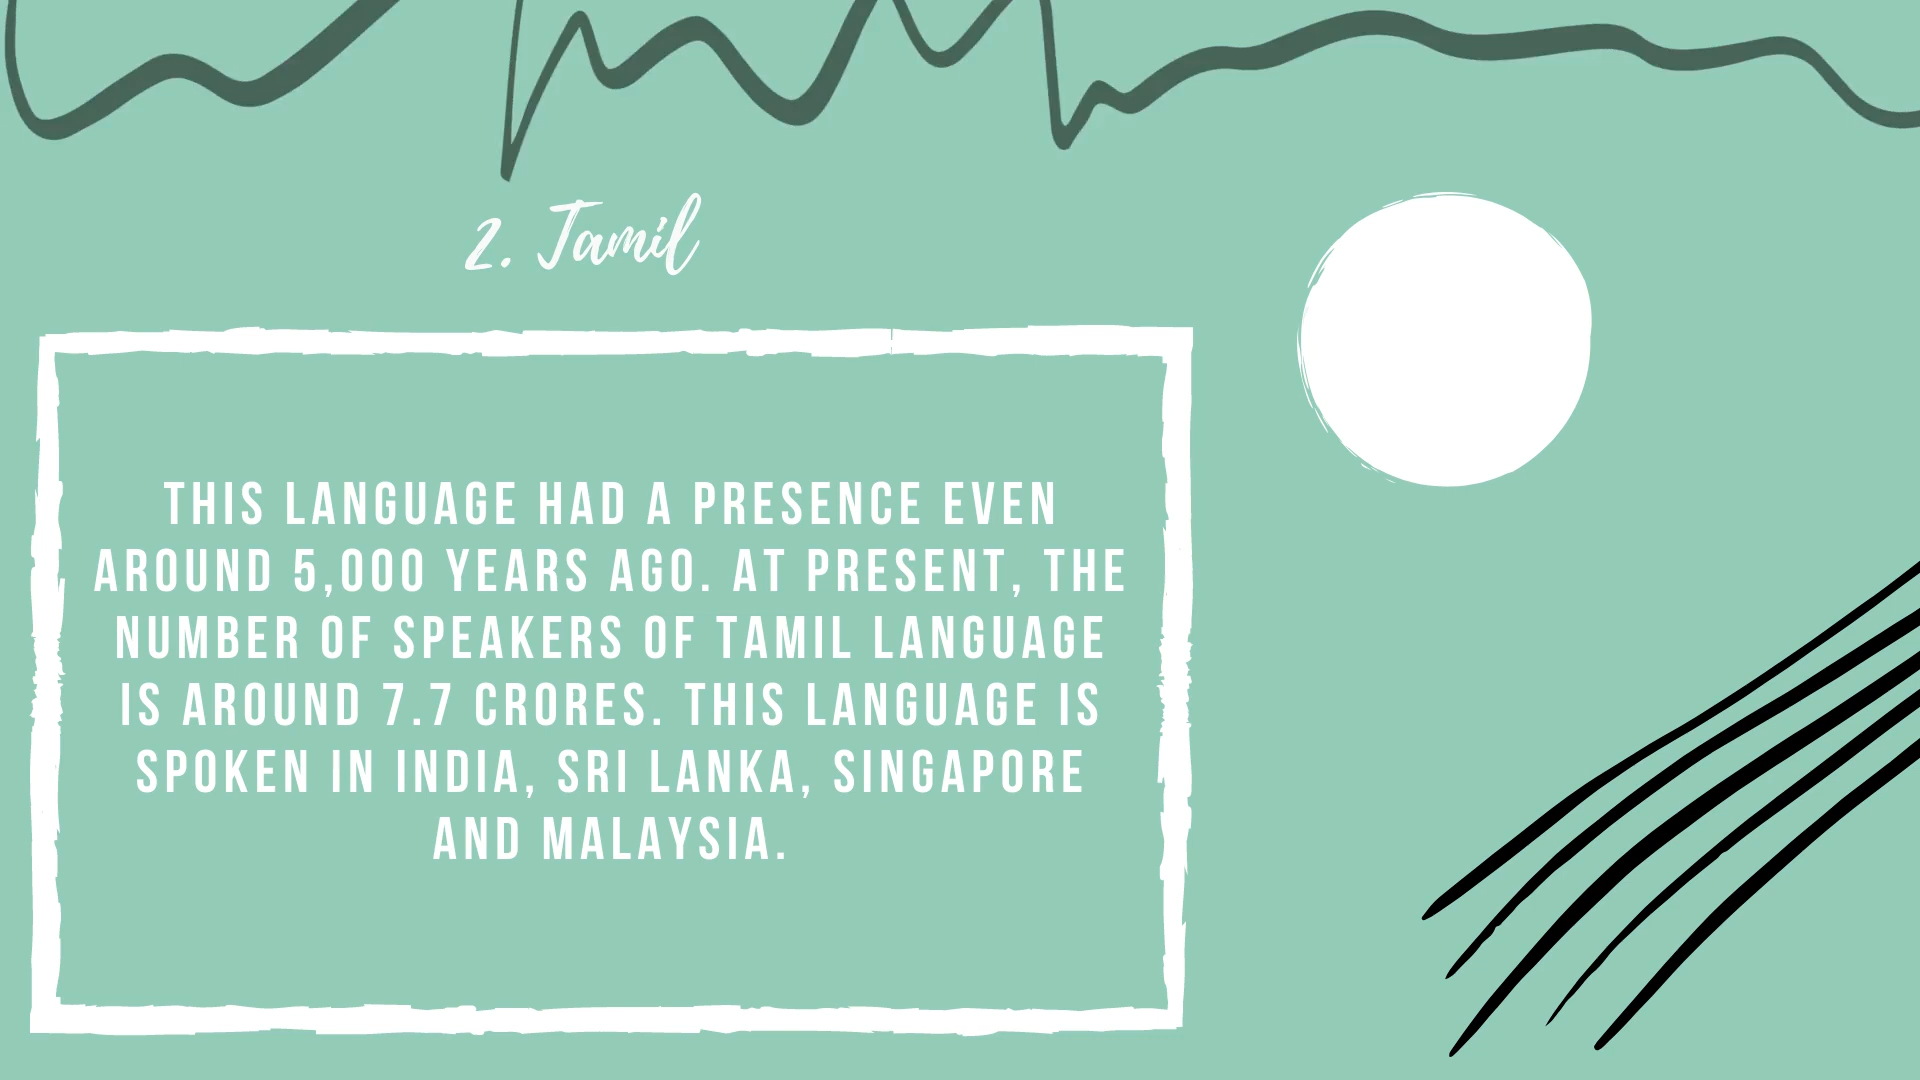 2. Tamil
THIS LANGUAGE HAD A PRESENCE EVEN
AROUND 5,000 YEARS AGO. AT PRESENT, THE
NUMBER OF SPEAKERS OF TAMIL LANGUAGE
IS AROUND 7.7 CRORES. THIS LANGUAGE IS
SPOKEN IN INDIA, SRI LANKA, SINGAPORE
AND MALAYSIA.